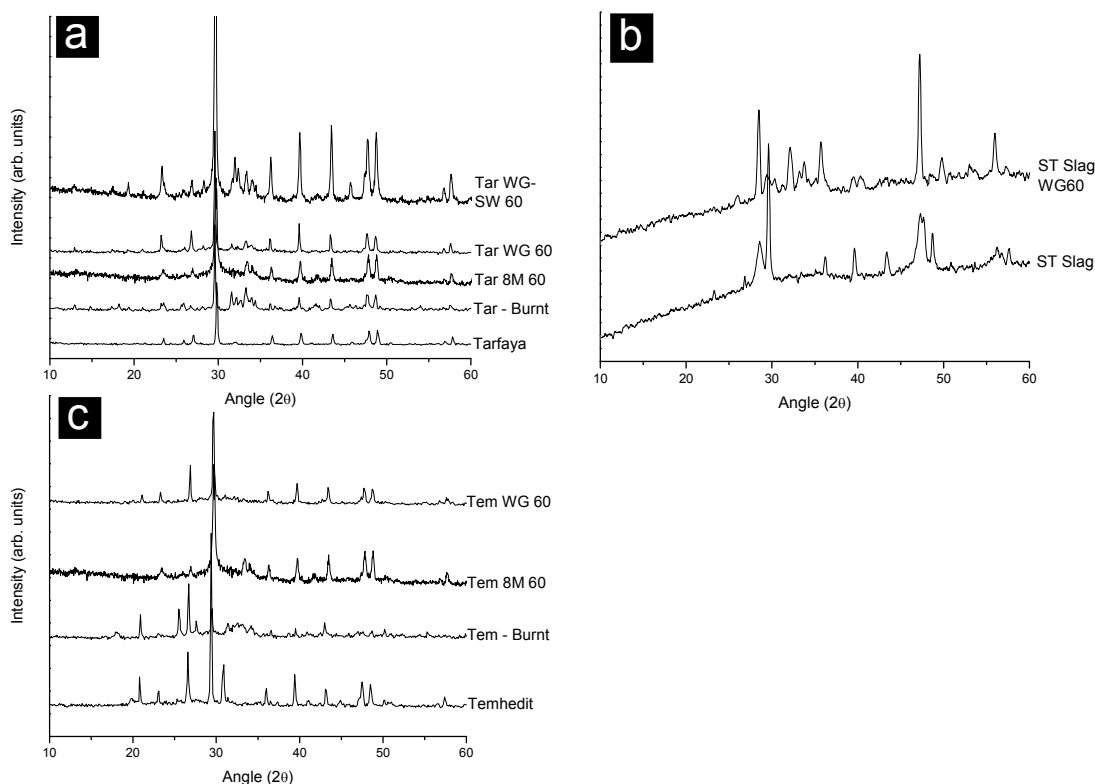 a
Intensity (arb. units)
Tar WG-
SW 60
Tar WG 60
Tar 8M 60
Tar - Burnt
Tarfaya
10 20 30 40 50 60
Angle (2θ)
b
Intensity (arb. units)
ST Slag
WG60
ST Slag
10 20 30 40 50 60
Angle (2θ)
c
Intensity (arb. units)
Tem WG 60
Tem 8M 60
Tem - Burnt
Temhedit
10 20 30 40 50 60
Angle (2θ)